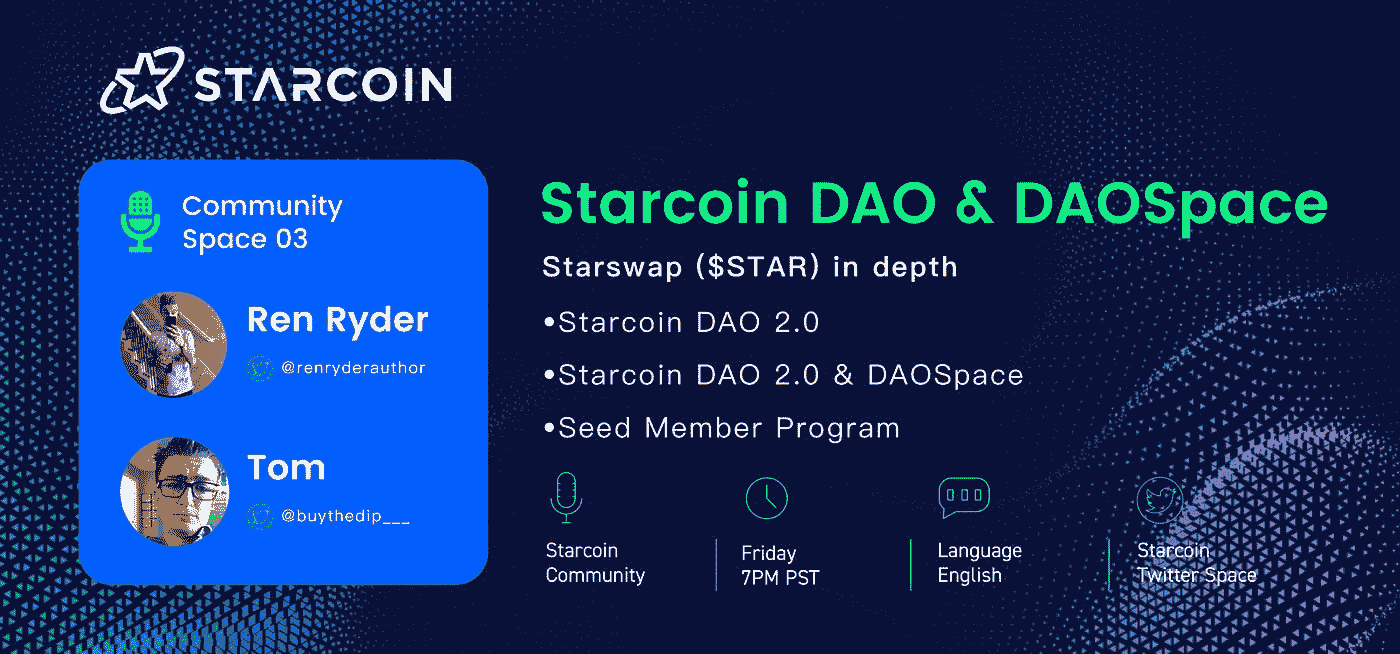 STARCOIN
Community
Space 03
Ren Ryder
@renryderauthor
Tom
@buythedip___
Starcoin DAO & DAOSpace
Starswap ($STAR) in depth
•Starcoin DAO 2.0
•Starcoin DAO 2.0 & DAOSpace
•Seed Member Program
Starcoin
Community
Friday
7PM PST
Language
English
Starcoin
Twitter Space